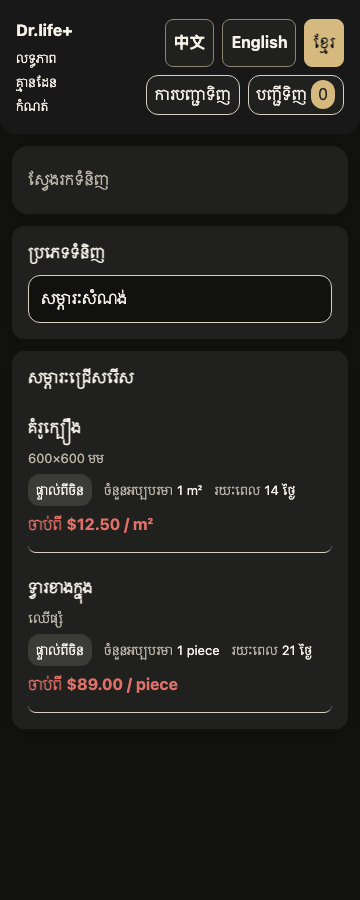 Dr.life+
លទ្ធភាព
គ្មានដែន
កំណត់
中文
English
ខ្មែរ
ការបញ្ជាទិញ
បញ្ជីទិញ 0
ស្វែងរកទំនិញ
ប្រភេទទំនិញ
សម្ភារៈសំណង់
សម្ភារៈជ្រើសរើស
គំរូក្បឿង
600×600 មម
ផ្ទាល់ពីចិន ចំនួនអប្បបរមា 1 m² រយៈពេល 14 ថ្ងៃ
ចាប់ពី $12.50 / m²
ទ្វារខាងក្នុង
ឈើផ្សំ
ផ្ទាល់ពីចិន ចំនួនអប្បបរមា 1 piece រយៈពេល 21 ថ្ងៃ
ចាប់ពី $89.00 / piece